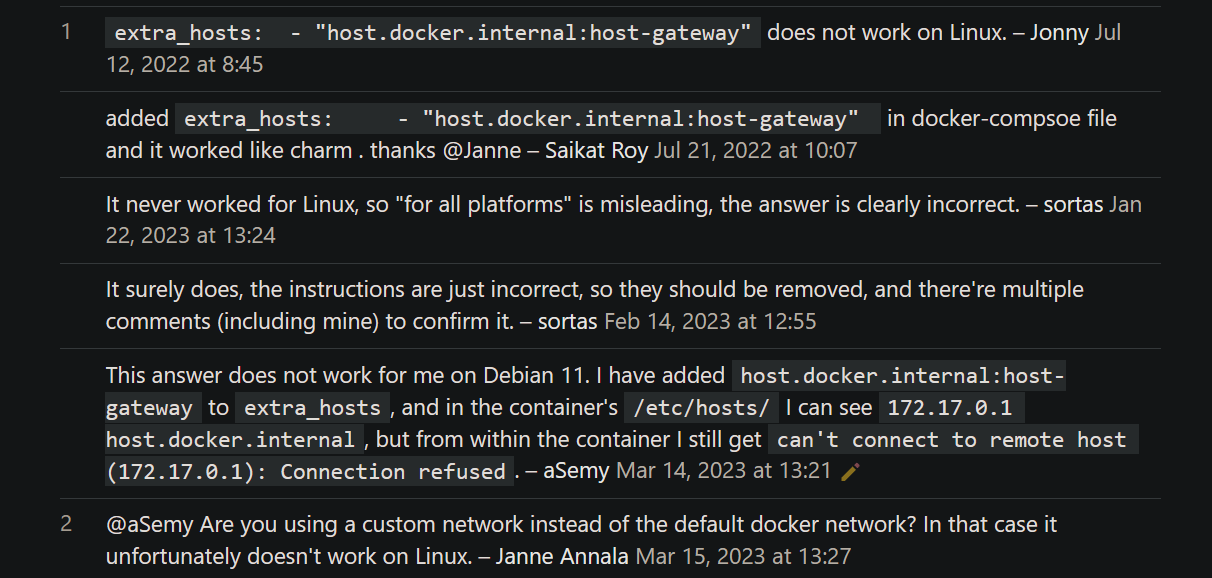 1 extra_hosts:  - "host.docker.internal:host-gateway" does not work on Linux. – Jonny Jul
12, 2022 at 8:45
added extra_hosts:     - "host.docker.internal:host-gateway" in docker-compsoe file
and it worked like charm . thanks @Janne – Saikat Roy Jul 21, 2022 at 10:07
It never worked for Linux, so "for all platforms" is misleading, the answer is clearly incorrect. – sortas Jan
22, 2023 at 13:24
It surely does, the instructions are just incorrect, so they should be removed, and there're multiple
comments (including mine) to confirm it. – sortas Feb 14, 2023 at 12:55
This answer does not work for me on Debian 11. I have added host.docker.internal:host-
gateway to extra_hosts , and in the container's /etc/hosts/ I can see 172.17.0.1
host.docker.internal , but from within the container I still get can't connect to remote host
(172.17.0.1): Connection refused . – aSemy Mar 14, 2023 at 13:21
2 @aSemy Are you using a custom network instead of the default docker network? In that case it
unfortunately doesn't work on Linux. – Janne Annala Mar 15, 2023 at 13:27